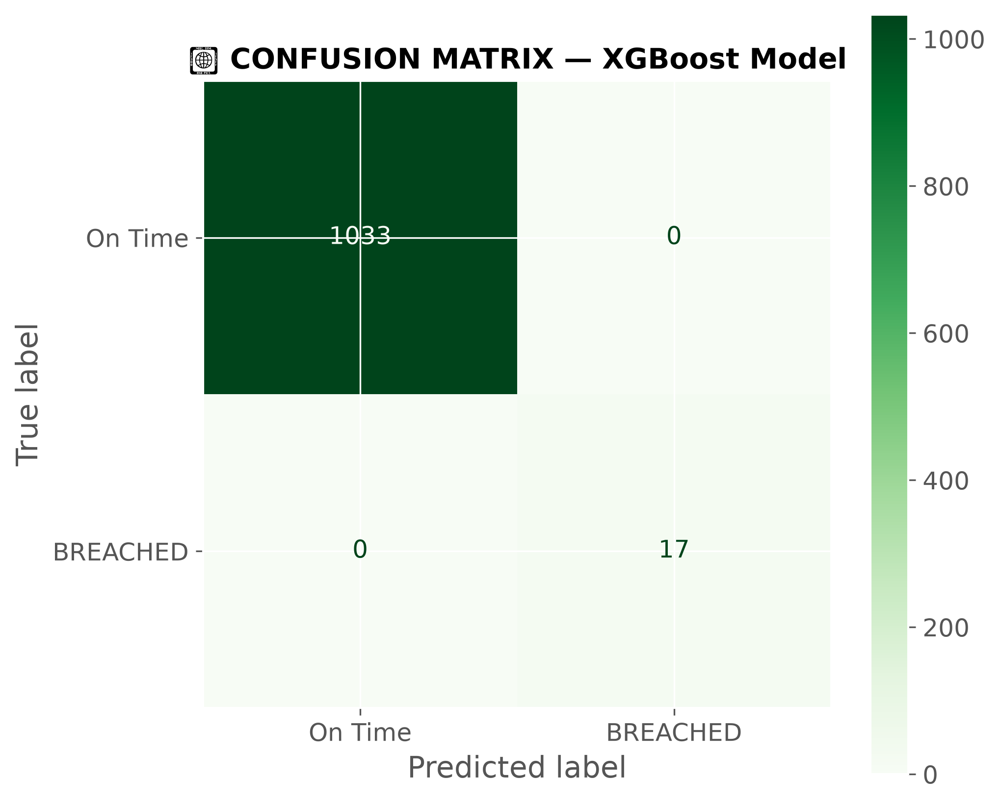 CONFUSION MATRIX — XGBoost Model
1000
800
600
400
200
0
True label
On Time
1033
0
BREACHED
0
17
On Time
BREACHED
Predicted label